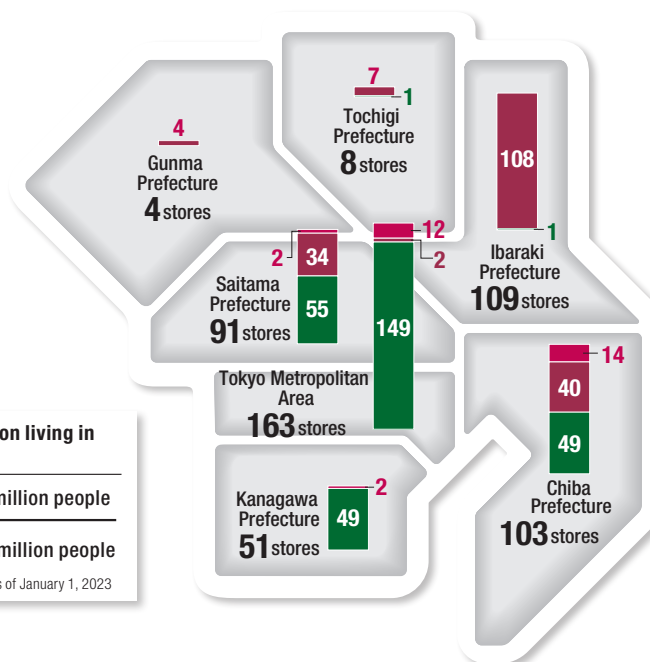 7
1
Tochigi
Prefecture
8 stores
4
Gunma
Prefecture
4 stores
108
1
Ibaraki
Prefecture
109 stores
2
34
55
Saitama
Prefecture
91 stores
12
2
149
Tokyo Metropolitan
Area
163 stores
14
40
49
Chiba
Prefecture
103 stores
2
49
Kanagawa
Prefecture
51 stores
on living in
million people
million people
s of January 1, 2023